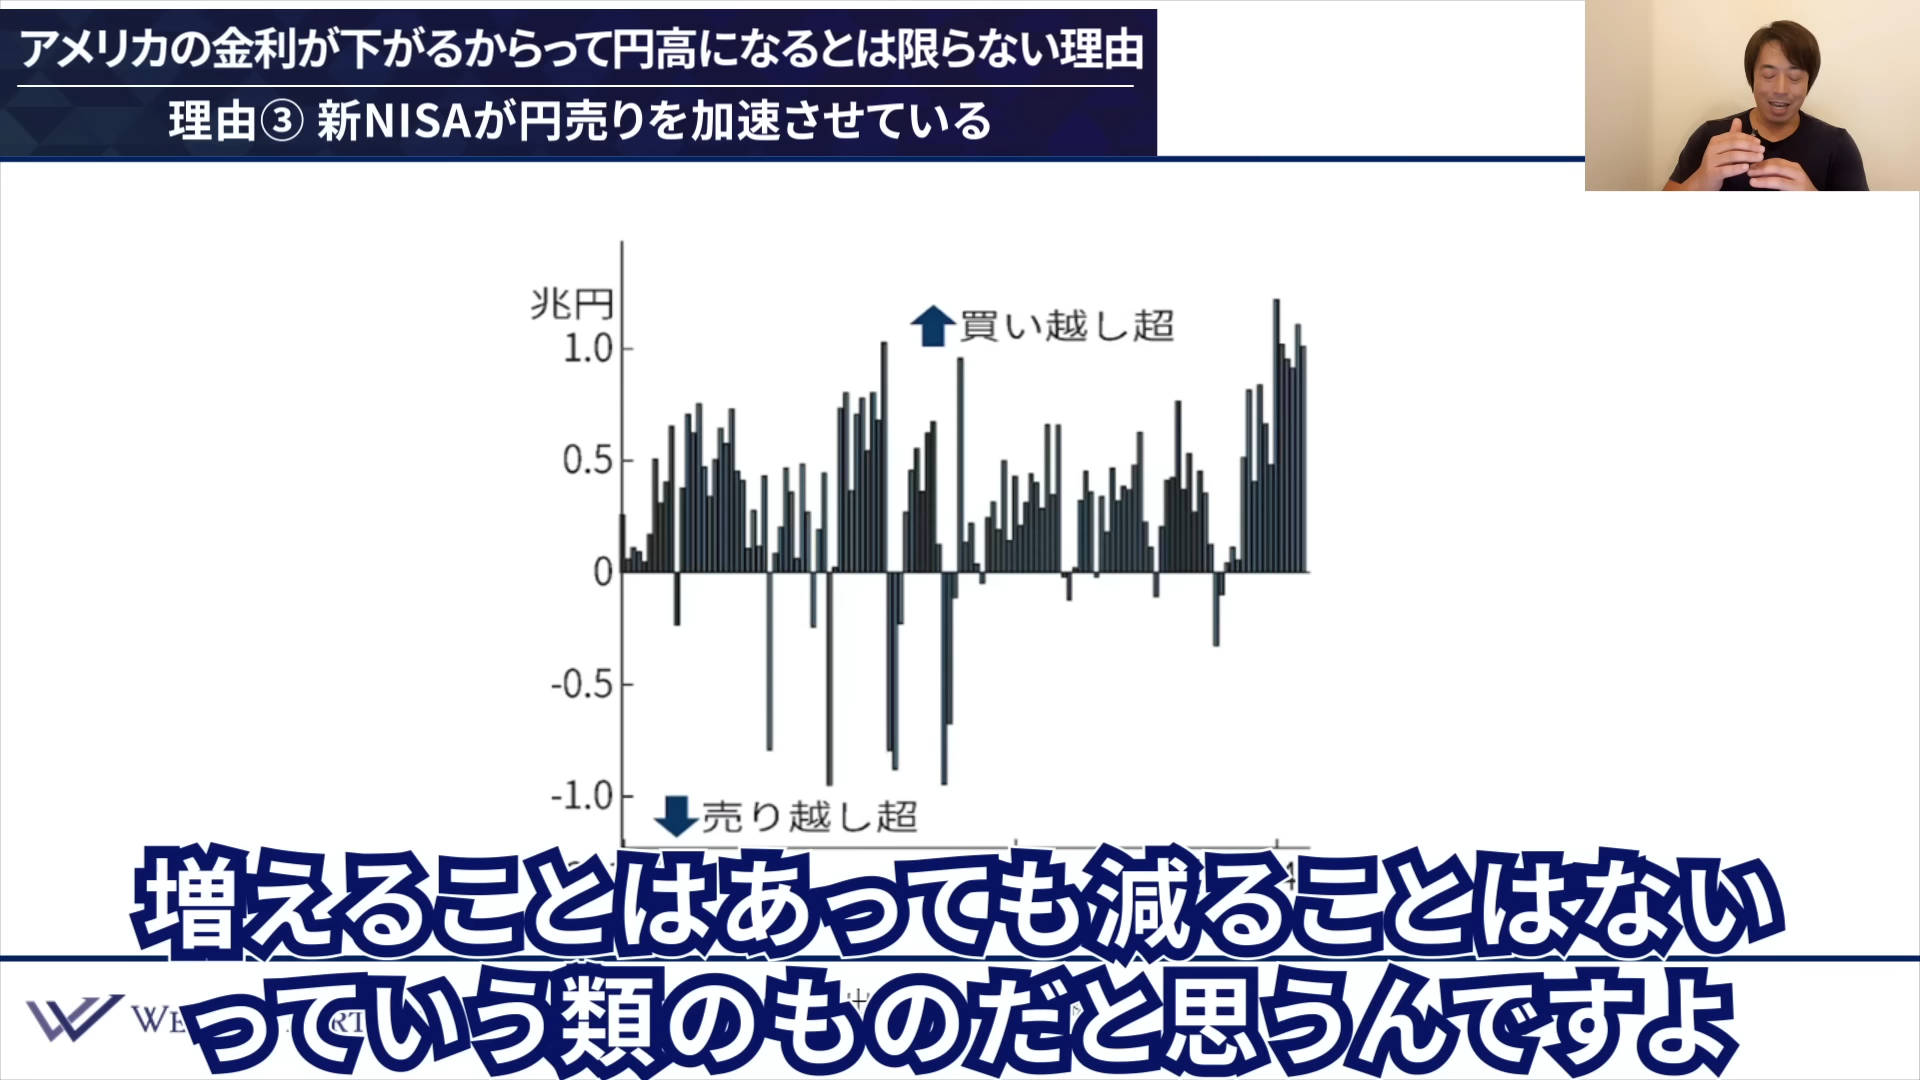 アメリカの金利が下がるからって円高になるとは限らない理由
理由③ 新NISAが円売りを加速させている
兆円
買い越し超
1.0
0.5
0
-0.5
-1.0
売り越し超
増えることはあっても減ることはない
っていう類のものだと思うんですよ